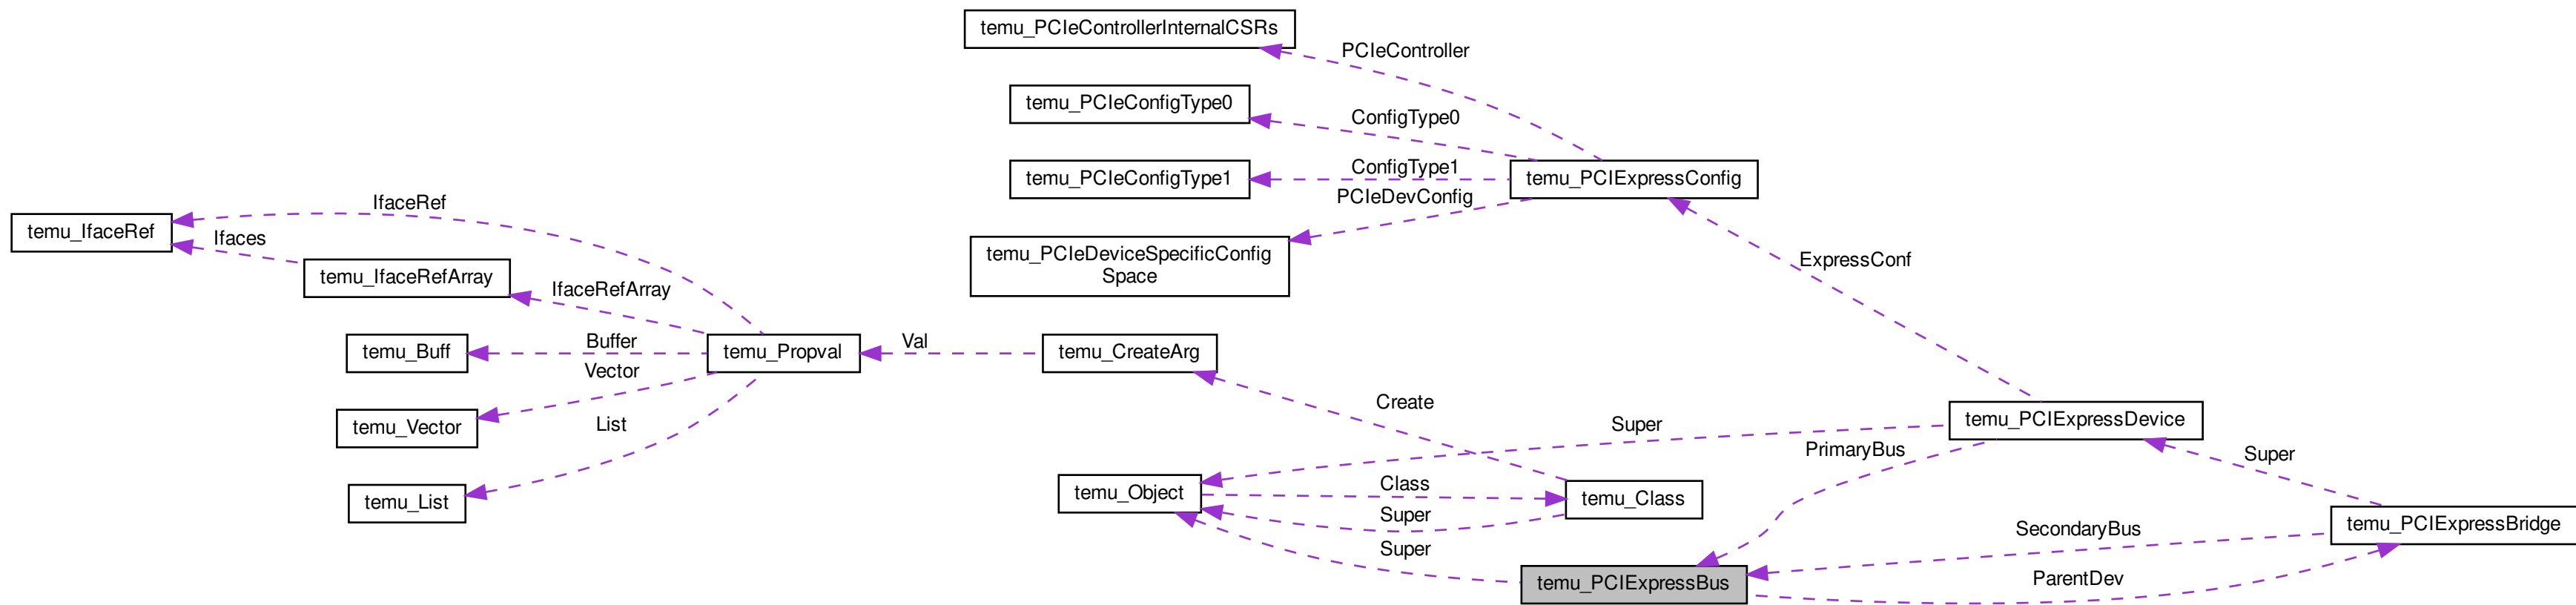 temu_PCIeControllerInternalCSRs
PCIeController
temu_PCIeConfigType0
ConfigType0
temu_PCIeConfigType1
ConfigType1
temu_PCIExpressConfig
PCIeDevConfig
temu_PCIeDeviceSpecificConfig
Space
IfaceRef
temu_IfaceRef
Ifaces
temu_IfaceRefArray
IfaceRefArray
ExpressConf
temu_Buff
Buffer
temu_Propval
Val
temu_CreateArg
Vector
temu_Vector
List
temu_List
Create
Super
temu_PCIExpressDevice
PrimaryBus
Super
temu_Object
Class
temu_Class
Super
Super
SecondaryBus
temu_PCIExpressBridge
temu_PCIExpressBus
ParentDev